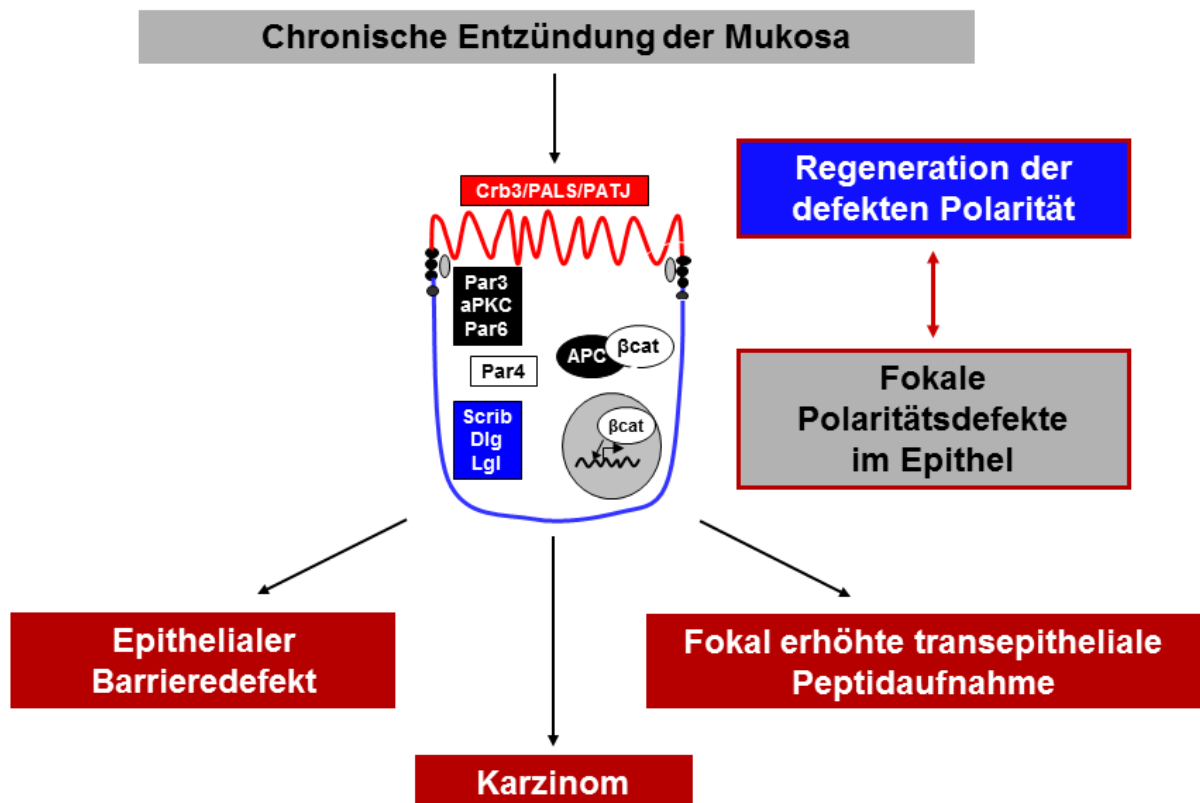 Chronische Entzündung der Mukosa
Crb3/PALS/PATJ
Regeneration der
defekten Polarität
Par3
aPKC
Par6
APC
βcat
Par4
Fokale
Polaritätsdefekte
im Epithel
Scrib
Dlg
Lgl
βcat
Epithelialer
Barrieredefekt
Fokal erhöhte transepitheliale
Peptidaufnahme
Karzinom